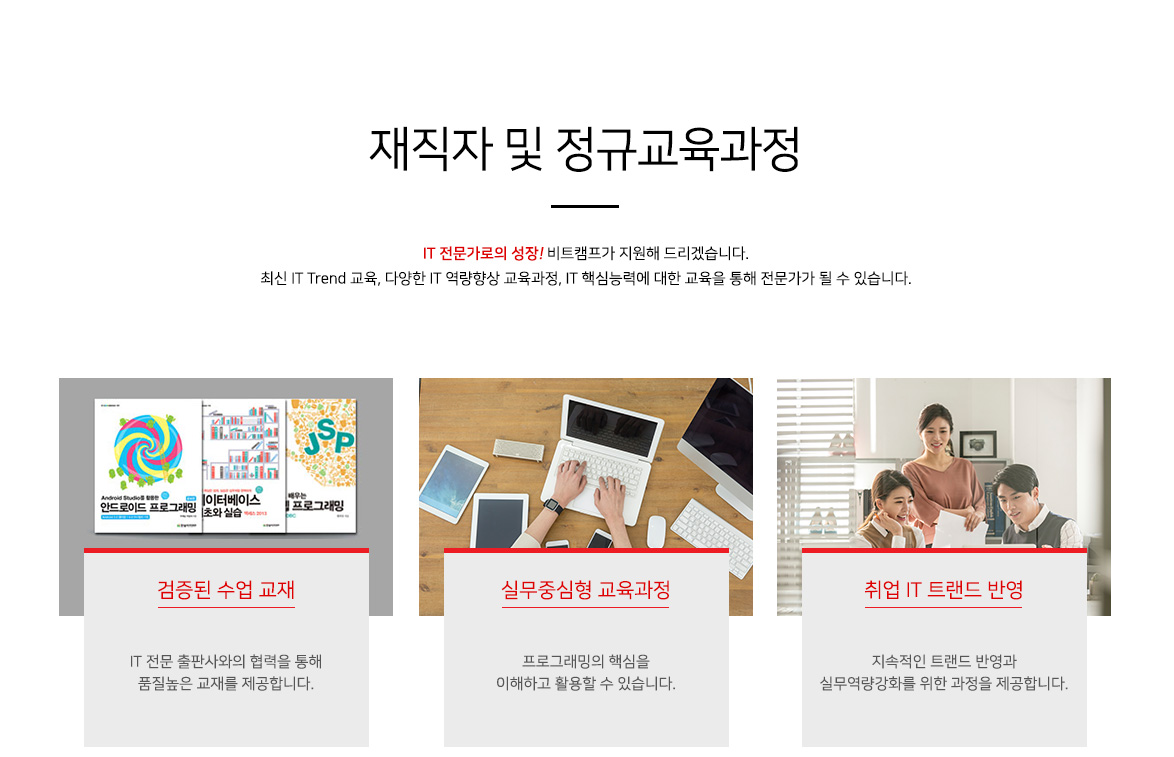 재직자 및 정규교육과정
IT 전문가로의 성장! 비트캠프가 지원해 드리겠습니다.
최신 IT Trend 교육, 다양한 IT 역량향상 교육과정, IT 핵심능력에 대한 교육을 통해 전문가가 될 수 있습니다.
Android Studio를 활용한
안드로이드 프로그래밍
이터베이스
초와 실습
JSP
배우는
웹 프로그래밍
검증된 수업 교재
IT 전문 출판사와의 협력을 통해
품질높은 교재를 제공합니다.
실무중심형 교육과정
프로그래밍의 핵심을
이해하고 활용할 수 있습니다.
취업 IT 트랜드 반영
지속적인 트랜드 반영과
실무역량강화를 위한 과정을 제공합니다.